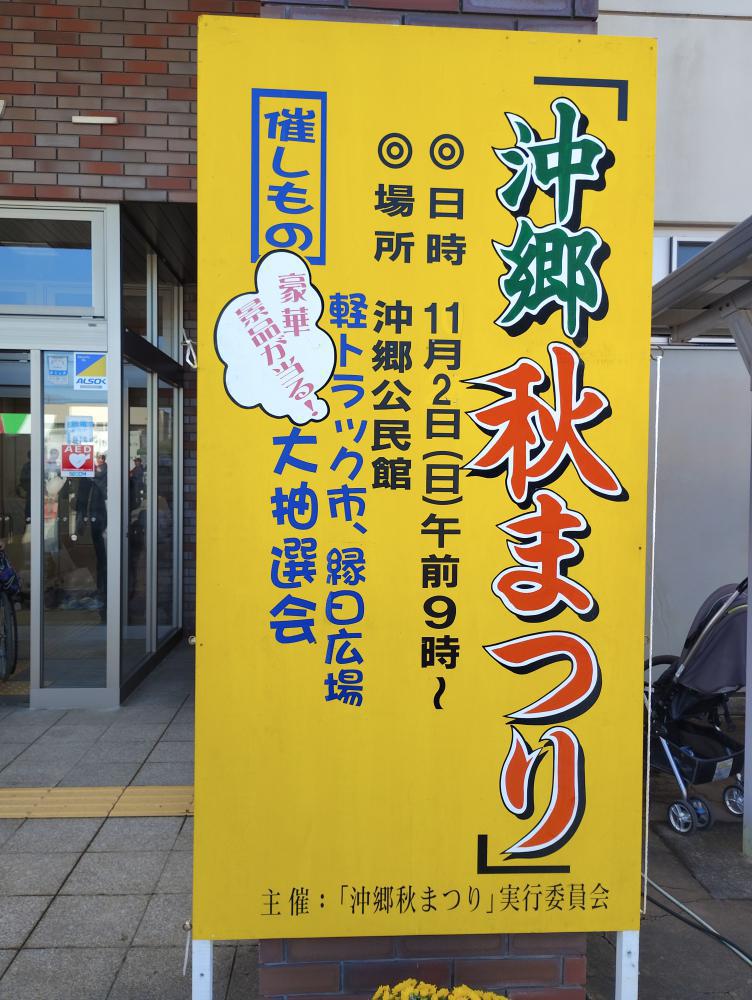 「沖郷秋まつり」
◎日時 11月2日(日)午前9時~
◎場所 沖郷公民館
催しもの
軽トラック市、縁日広場
豪華
景品が当る!
大抽選会
主催:「沖郷秋まつり」実行委員会
ALSOK
AED
SECOM